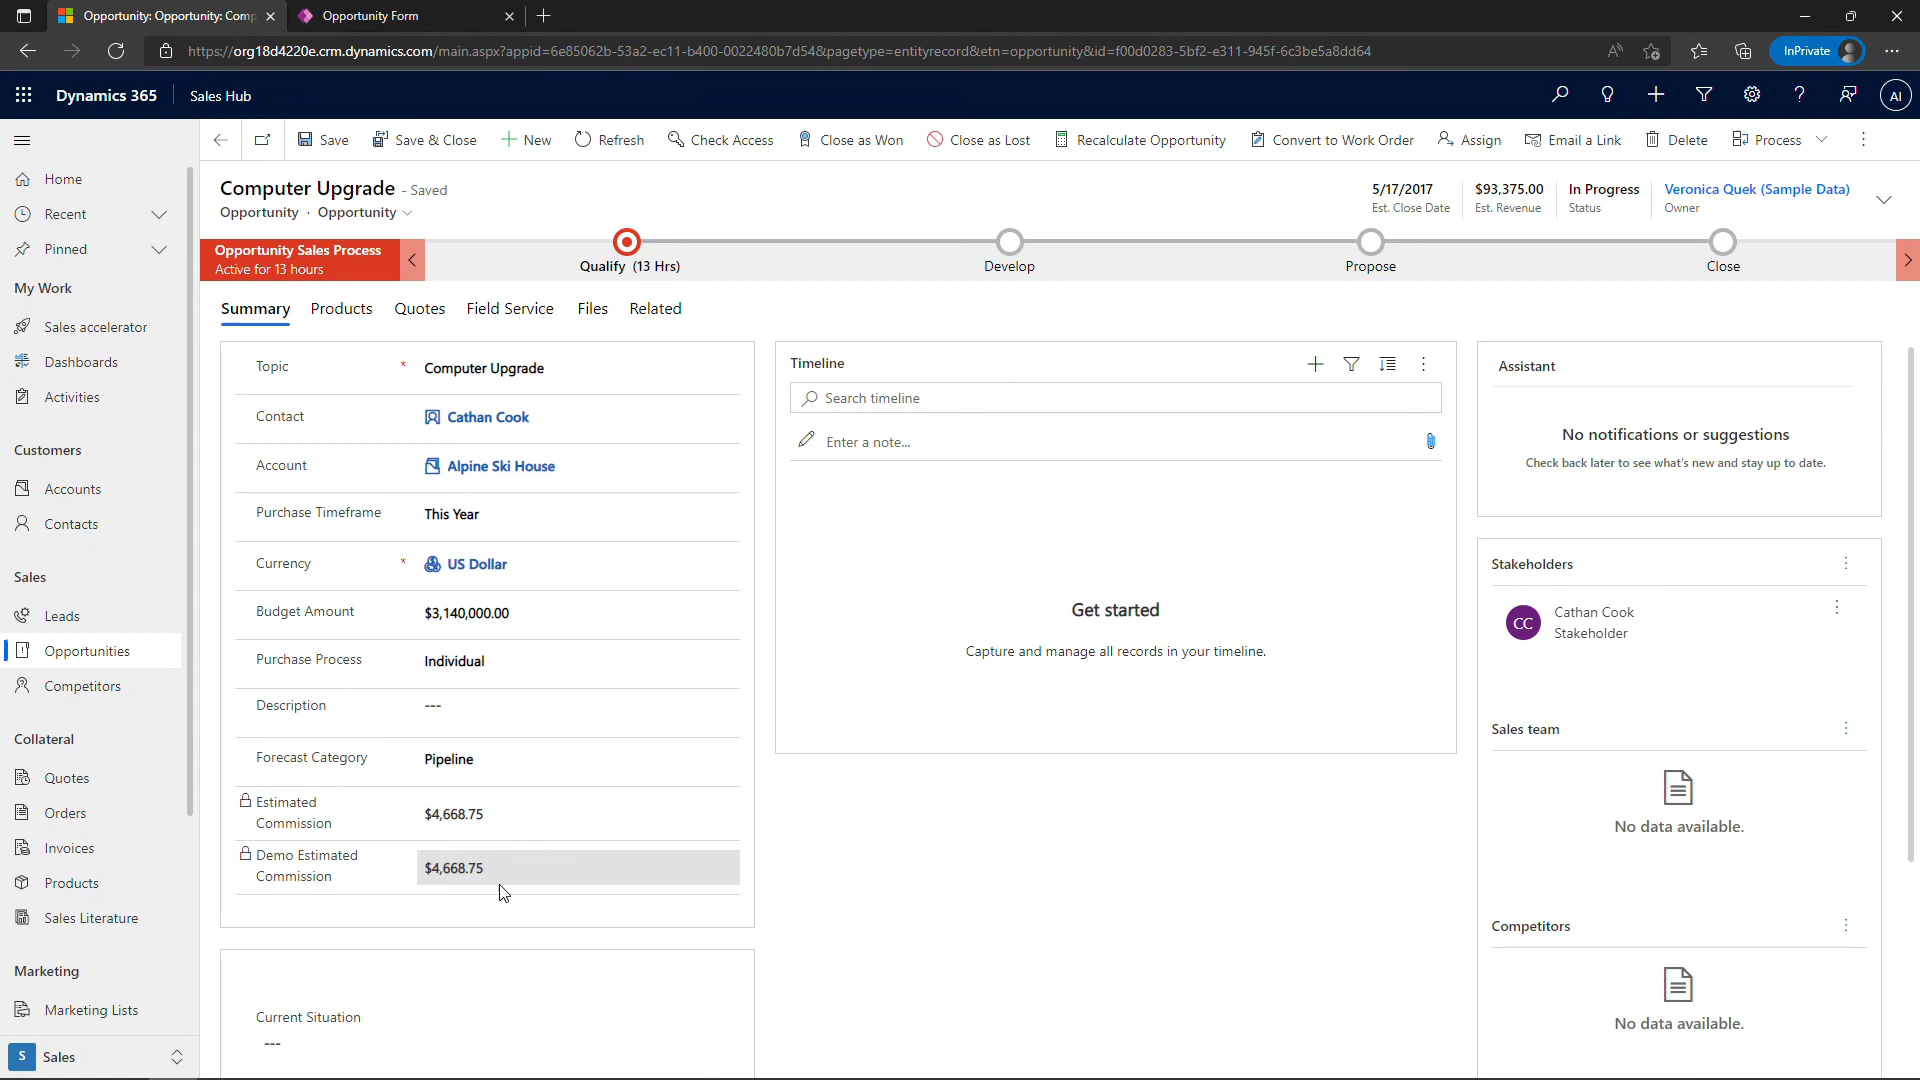 Opportunity: Opportunity: Comp
Opportunity Form
https://org18d4220e.crm.dynamics.com/main.aspx?appid=6e85062b-53a2-ec11-b400-0022480b7d54&pagetype=entityrecord&etn=opportunity&id=f00d0283-5bf2-e311-945f-6c3be5a8dd64
InPrivate
Dynamics 365
Sales Hub
AI
Save
Save & Close
New
Refresh
Check Access
Close as Won
Close as Lost
Recalculate Opportunity
Convert to Work Order
Assign
Email a Link
Delete
Process
Home
Recent
Pinned
My Work
Sales accelerator
Dashboards
Activities
Customers
Accounts
Contacts
Sales
Leads
Opportunities
Competitors
Collateral
Quotes
Orders
Invoices
Products
Sales Literature
Marketing
Marketing Lists
S Sales
Computer Upgrade - Saved
Opportunity · Opportunity
5/17/2017
Est. Close Date
$93,375.00
Est. Revenue
In Progress
Status
Veronica Quek (Sample Data)
Owner
Opportunity Sales Process
Active for 13 hours
Qualify (13 Hrs)
Develop
Propose
Close
Summary
Products
Quotes
Field Service
Files
Related
Topic * Computer Upgrade
Contact Cathan Cook
Account Alpine Ski House
Purchase Timeframe This Year
Currency * US Dollar
Budget Amount $3,140,000.00
Purchase Process Individual
Description ---
Forecast Category Pipeline
Estimated
Commission
$4,668.75
Demo Estimated
Commission
$4,668.75
Current Situation
---
Timeline
Search timeline
Enter a note...
Get started
Capture and manage all records in your timeline.
Assistant
No notifications or suggestions
Check back later to see what's new and stay up to date.
Stakeholders
CC
Cathan Cook
Stakeholder
Sales team
No data available.
Competitors
No data available.